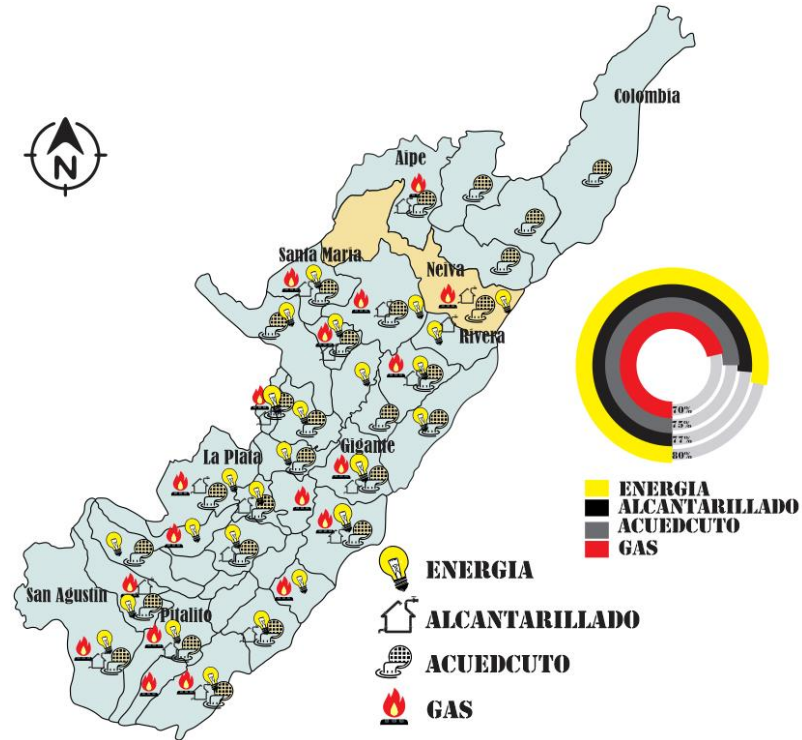 Colombia
Aipe
N
Santa Maria
Neiva
Rivera
70%
75%
77%
80%
La Plata
Gigante
ENERGIA
ALCANTARILLADO
ACUEDCUTO
GAS
San Agustin
Pitalito
ENERGIA
ALCANTARILLADO
ACUEDCUTO
GAS